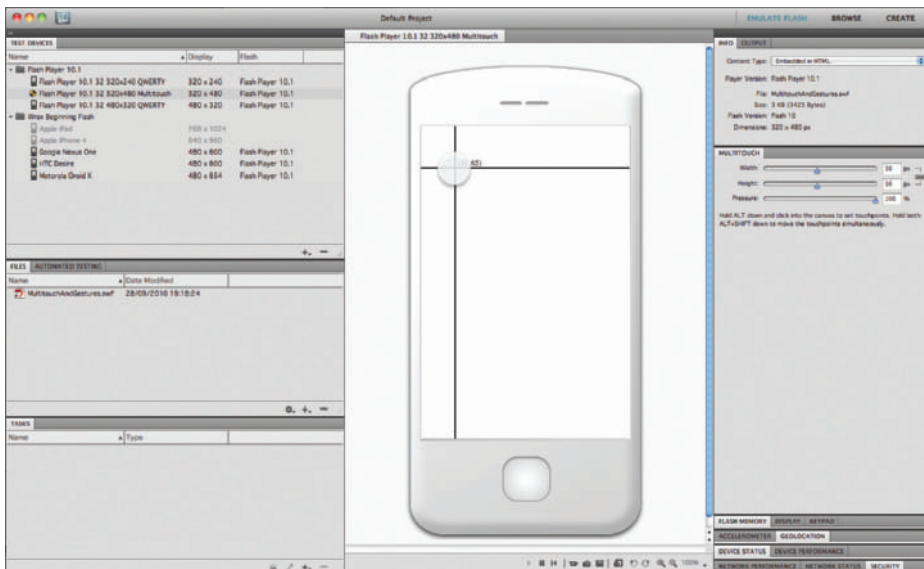 Default Project
EMULATE FLASH BROWSE CREATE
TEST DEVICES
Name Display Flash
Flash Player 10.1
Flash Player 10.1 32 320x240 QWERTY 320 x 240 Flash Player 10.1
Flash Player 10.1 32 320x480 Multitouch 320 x 480 Flash Player 10.1
Flash Player 10.1 32 480x320 QWERTY 480 x 320 Flash Player 10.1
Wrox Beginning Flash
Apple iPad 768 x 1024
Apple iPhone 4 640 x 960
Google Nexus One 480 x 800 Flash Player 10.1
HTC Desire 480 x 800 Flash Player 10.1
Motorola Droid X 480 x 854 Flash Player 10.1
FILES AUTOMATED TESTING
Name Date Modified
MultitouchAndGestures.swf 28/09/2010 19:18:24
TASKS
Name Type
Flash Player 10.1 32 320x480 Multitouch
65)
100%
INFO OUTPUT
Content Type: Embedded in HTML
Player Version: Flash Player 10.1
File: MultitouchAndGestures.swf
Size: 3 KB (3425 Bytes)
Flash Version: Flash 10
Dimensions: 320 x 480 px
MULTITOUCH
Width: 50 px
Height: 50 px
Pressure: 100 %
Hold ALT down and click into the canvas to set touchpoints. Hold both
ALT+SHIFT down to move the touchpoints simultaneously.
FLASH MEMORY DISPLAY KEYPAD
ACCELEROMETER GEOLOCATION
DEVICE STATUS DEVICE PERFORMANCE
NETWORK PERFORMANCE NETWORK STATUS SECURITY